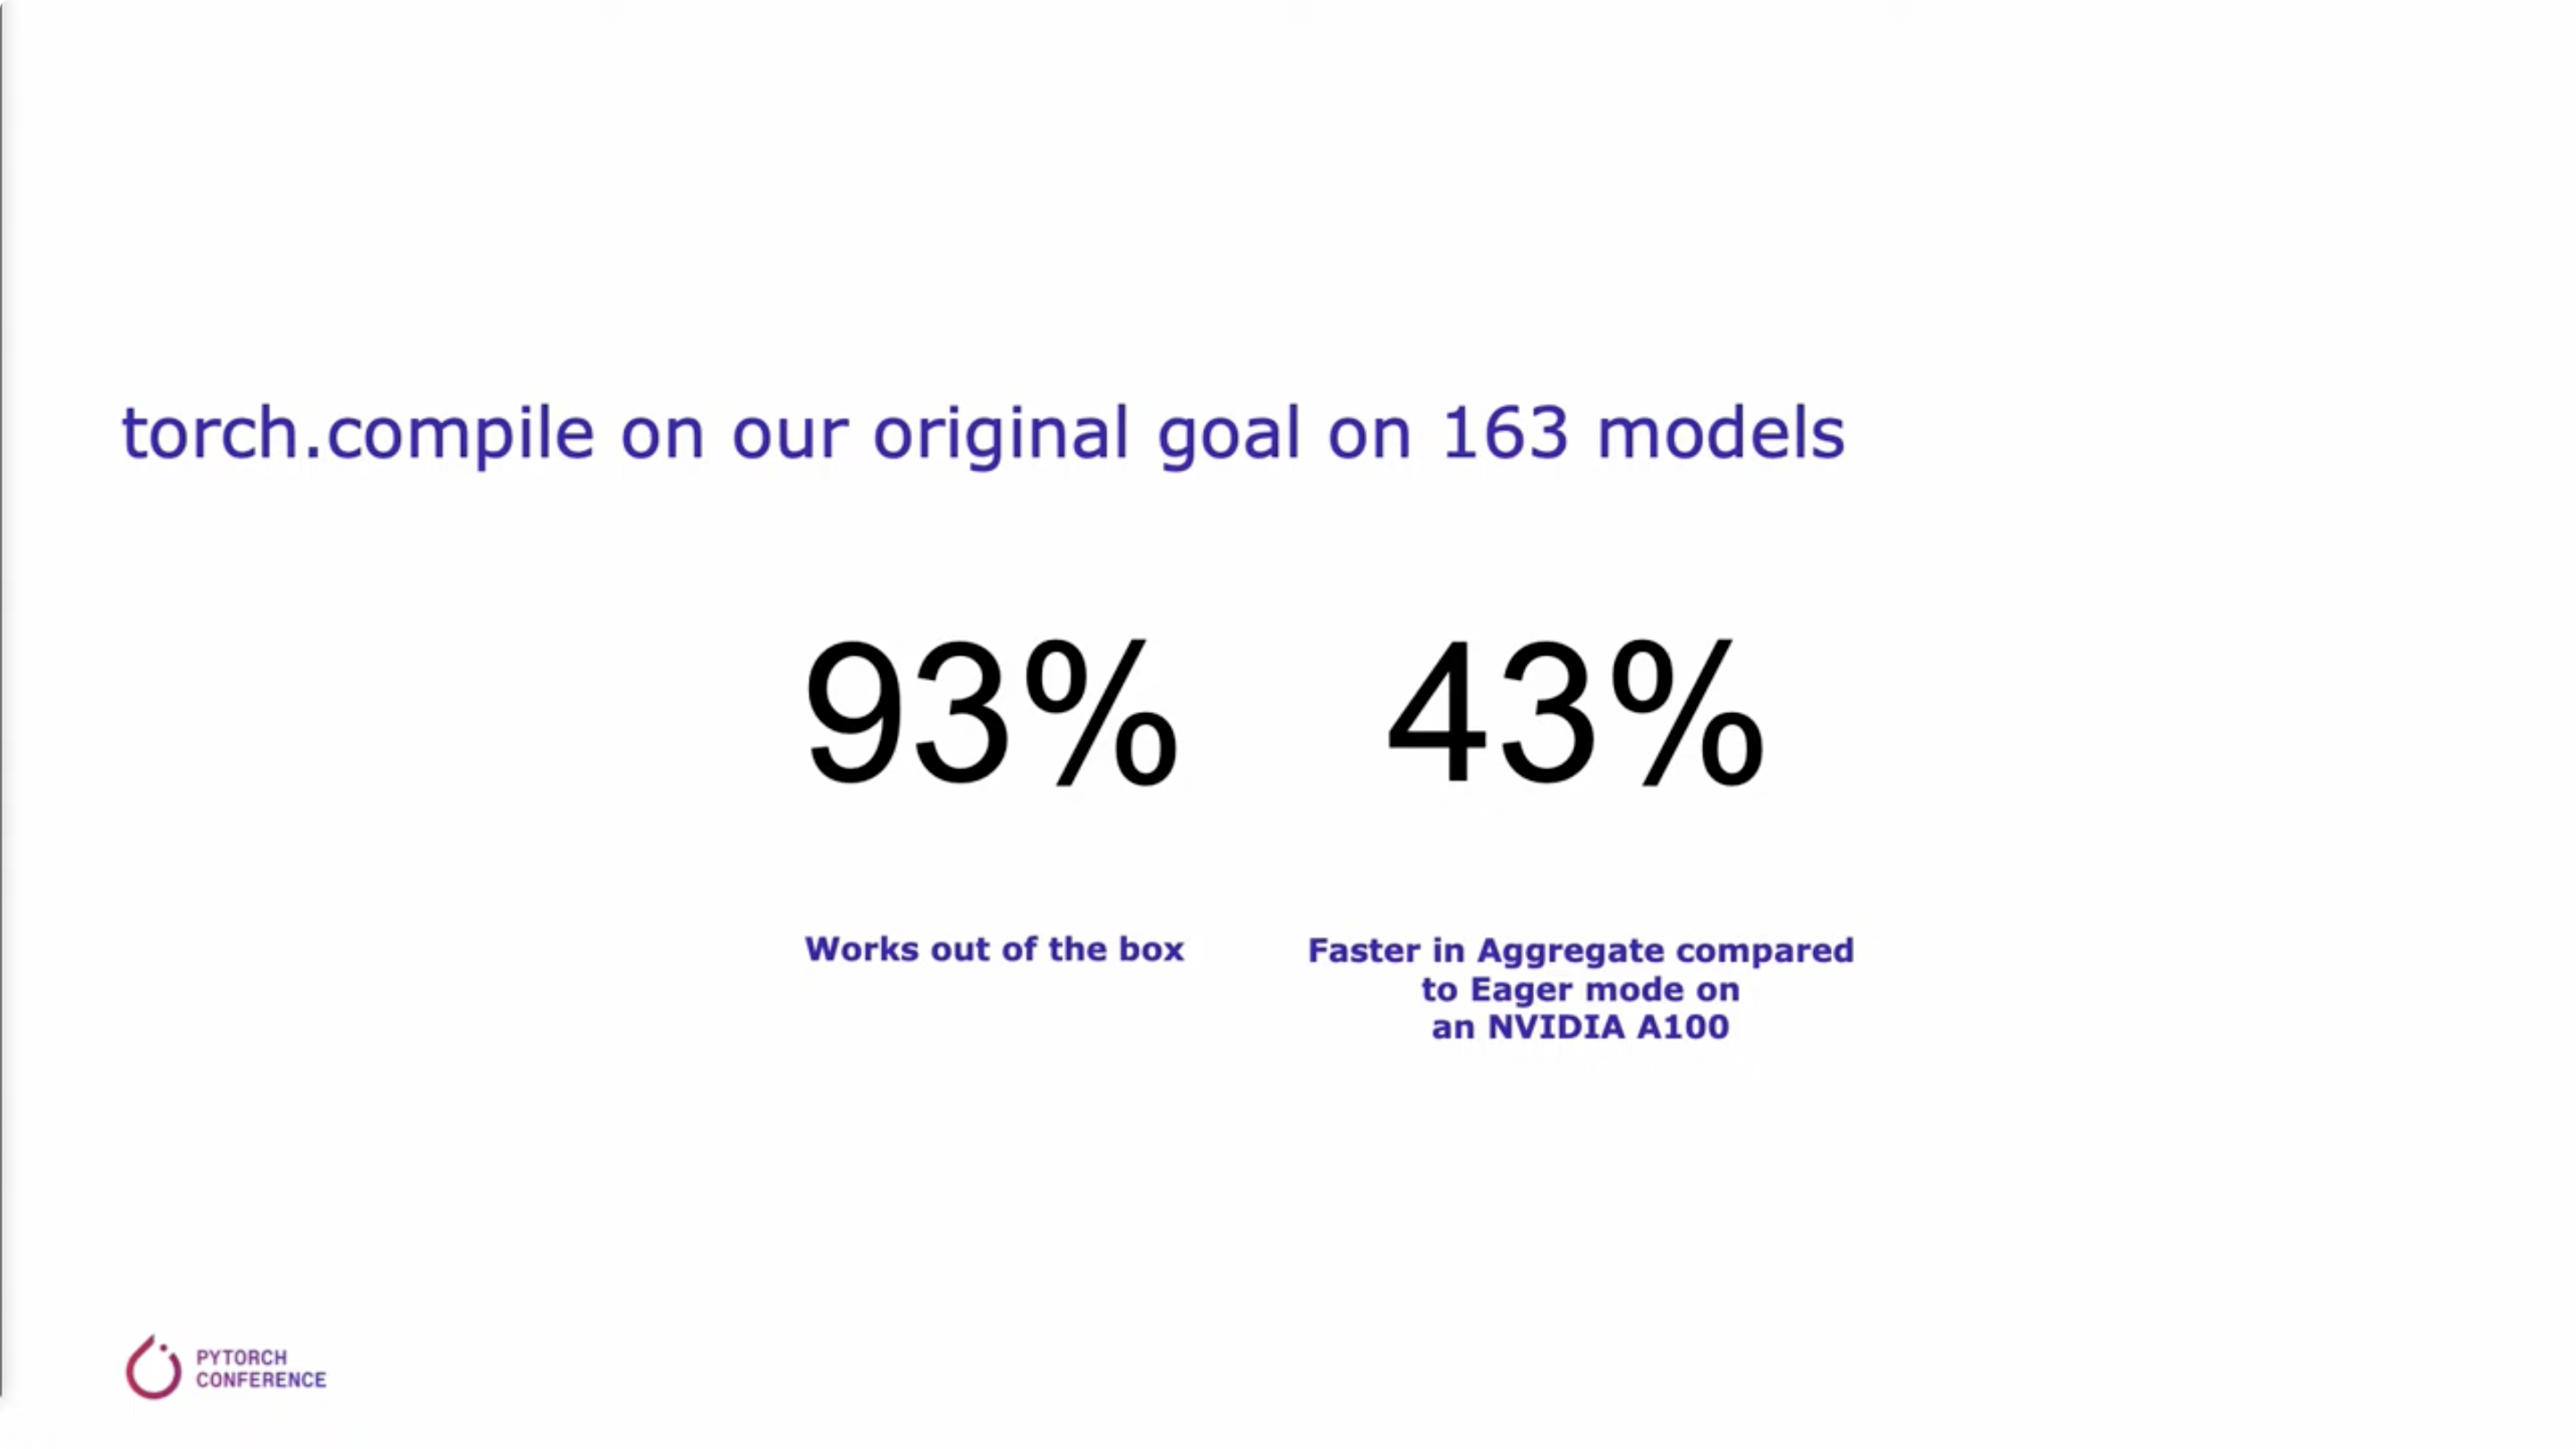 torch.compile on our original goal on 163 models
93%
43%
Works out of the box
Faster in Aggregate compared
to Eager mode on
an NVIDIA A100
PYTORCH
CONFERENCE